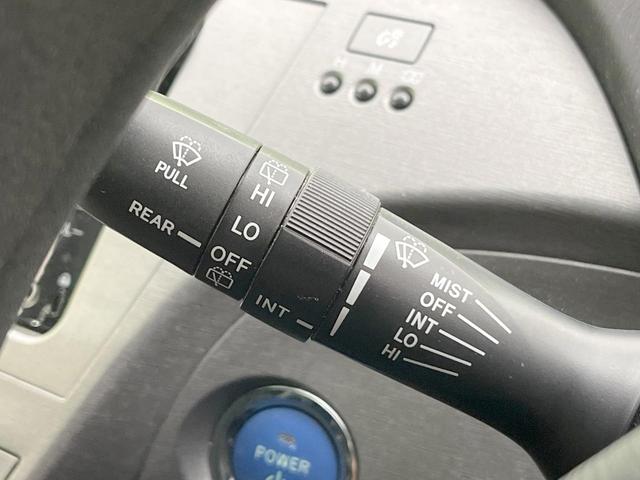 H M
PULL
REAR
HI
LO
OFF
INT
MIST
OFF
INT
LO
HI
POWER